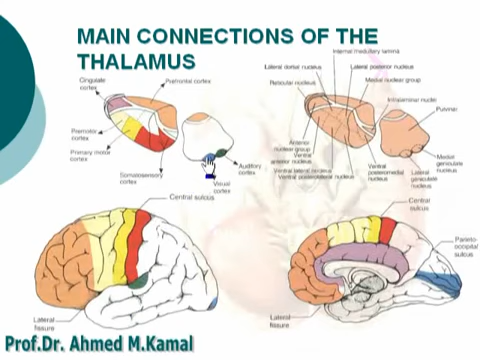 MAIN CONNECTIONS OF THE
THALAMUS
Internal medullary lamina
Lateral dorsal nucleus
Lateral posterior nucleus
Cingulate
cortex
Prefrontal cortex
Reticular nucleus
Medial nuclear group
Intralaminar nuclei
Pulvinar
Premotor
cortex
Primary motor
cortex
Somatosensory
cortex
Auditory
cortex
Visual
cortex
Anterior
nuclear group
Ventral
anterior nucleus
Ventral lateral nucleus
Ventral posterolateral nucleus
Ventral
posteromedial
nucleus
Lateral
geniculate
nucleus
Medial
geniculate
nucleus
Central sulcus
Central
sulcus
Parieto-
occipital
sulcus
Lateral
fissure
Lateral
fissure
Prof.Dr. Ahmed M.Kamal